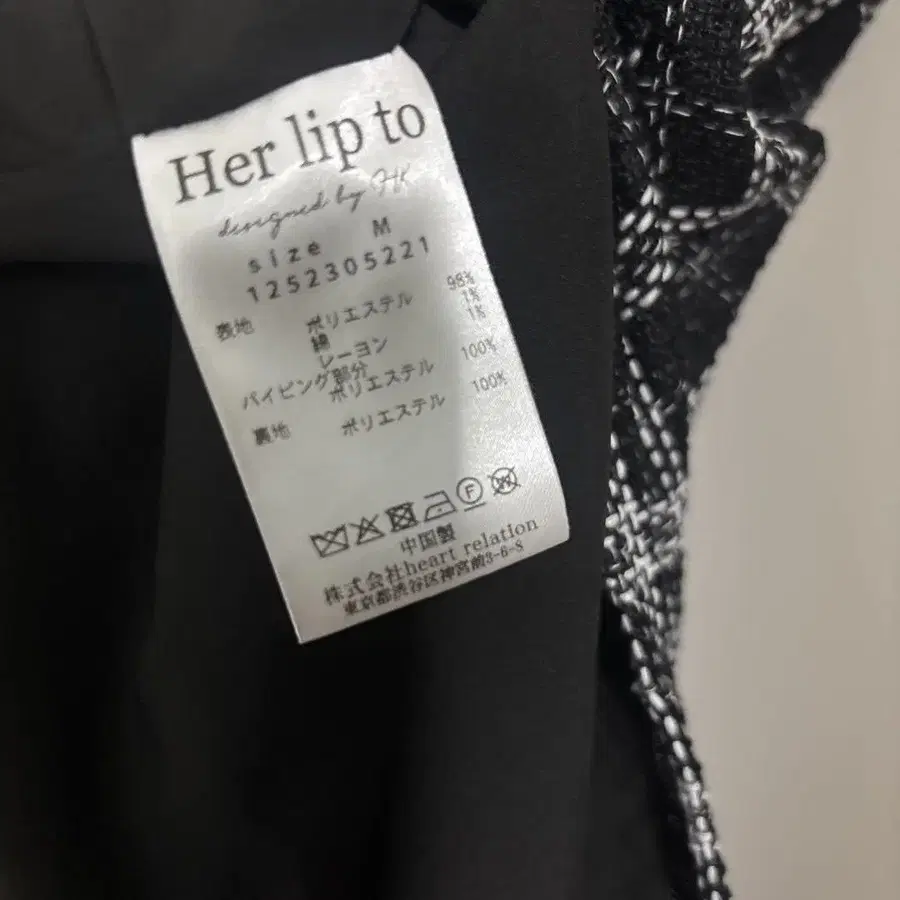 Her lip to
designed by HK
size M
1252305221
表地 ポリエステル 98%
綿 1%
レーヨン 1%
パイピング部分
ポリエステル 100%
裏地 ポリエステル 100%
F W
中国製
株式会社heart relation
東京都渋谷区神宮前3-6-8